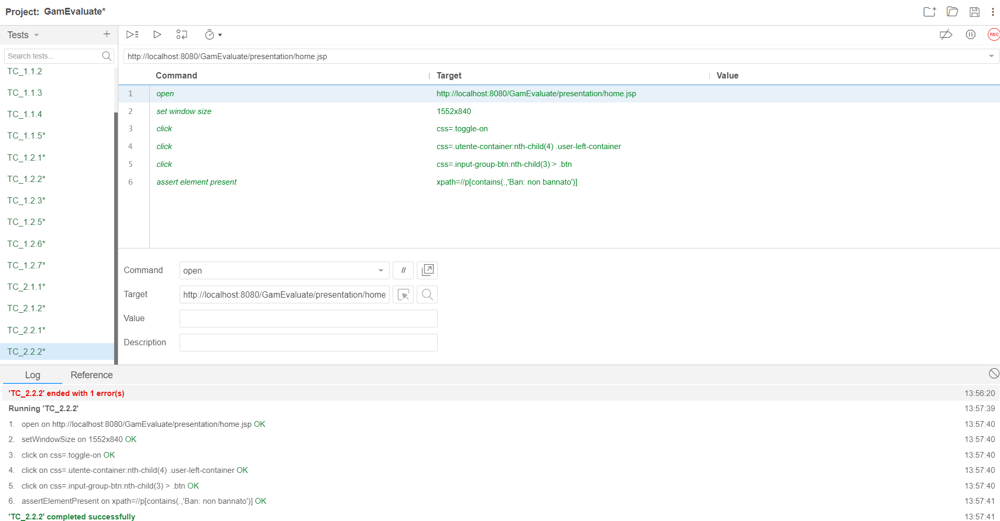 Project: GamEvaluate*
Tests
Search tests...
TC_1.1.2
TC_1.1.3
TC_1.1.4
TC_1.1.5*
TC_1.2.1*
TC_1.2.2*
TC_1.2.3*
TC_1.2.5*
TC_1.2.6*
TC_1.2.7*
TC_2.1.1*
TC_2.1.2*
TC_2.2.1*
TC_2.2.2*
REC
http://localhost:8080/GamEvaluate/presentation/home.jsp
Command Target Value
1 open http://localhost:8080/GamEvaluate/presentation/home.jsp
2 set window size 1552x840
3 click css=.toggle-on
4 click css=.utente-container:nth-child(4) .user-left-container
5 click css=.input-group-btn:nth-child(3) > .btn
6 assert element present xpath=//p[contains(.,'Ban: non bannato')]
Command open //
Target http://localhost:8080/GamEvaluate/presentation/home
Value
Description
Log Reference
'TC_2.2.2' ended with 1 error(s) 13:56:20
Running 'TC_2.2.2' 13:57:39
1. open on http://localhost:8080/GamEvaluate/presentation/home.jsp OK 13:57:40
2. setWindowSize on 1552x840 OK 13:57:40
3. click on css=.toggle-on OK 13:57:40
4. click on css=.utente-container:nth-child(4) .user-left-container OK 13:57:40
5. click on css=.input-group-btn:nth-child(3) > .btn OK 13:57:40
6. assertElementPresent on xpath=//p[contains(.,'Ban: non bannato')] OK 13:57:41
'TC_2.2.2' completed successfully 13:57:41